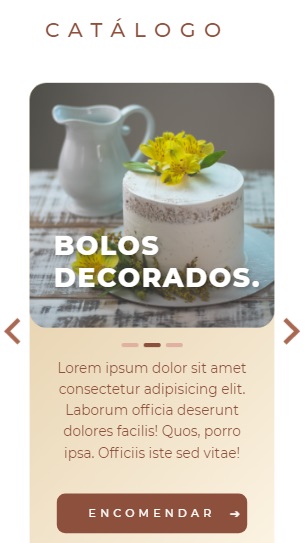 CATÁLOGO
BOLOS
DECORADOS.
Lorem ipsum dolor sit amet
consectetur adipisicing elit.
Laborum officia deserunt
dolores facilis! Quos, porro
ipsa. Officiis iste sed vitae!
ENCOMENDAR ➔